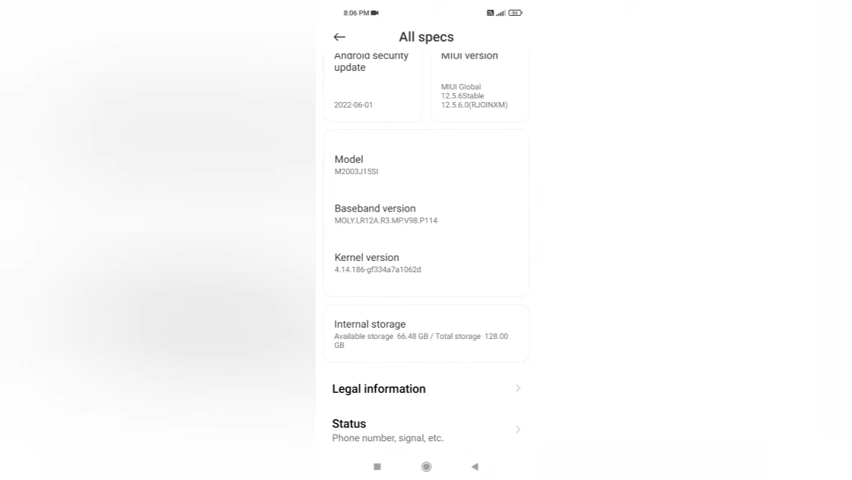 8:06 PM
54
All specs
Android security
update
2022-06-01
MIUI version
MIUI Global
12.5.6Stable
12.5.6.0(RJOINXM)
Model
M2003J15SI
Baseband version
MOLY.LR12A.R3.MP.V98.P114
Kernel version
4.14.186-gf334a7a1062d
Internal storage
Available storage 66.48 GB / Total storage 128.00
GB
Legal information
Status
Phone number, signal, etc.